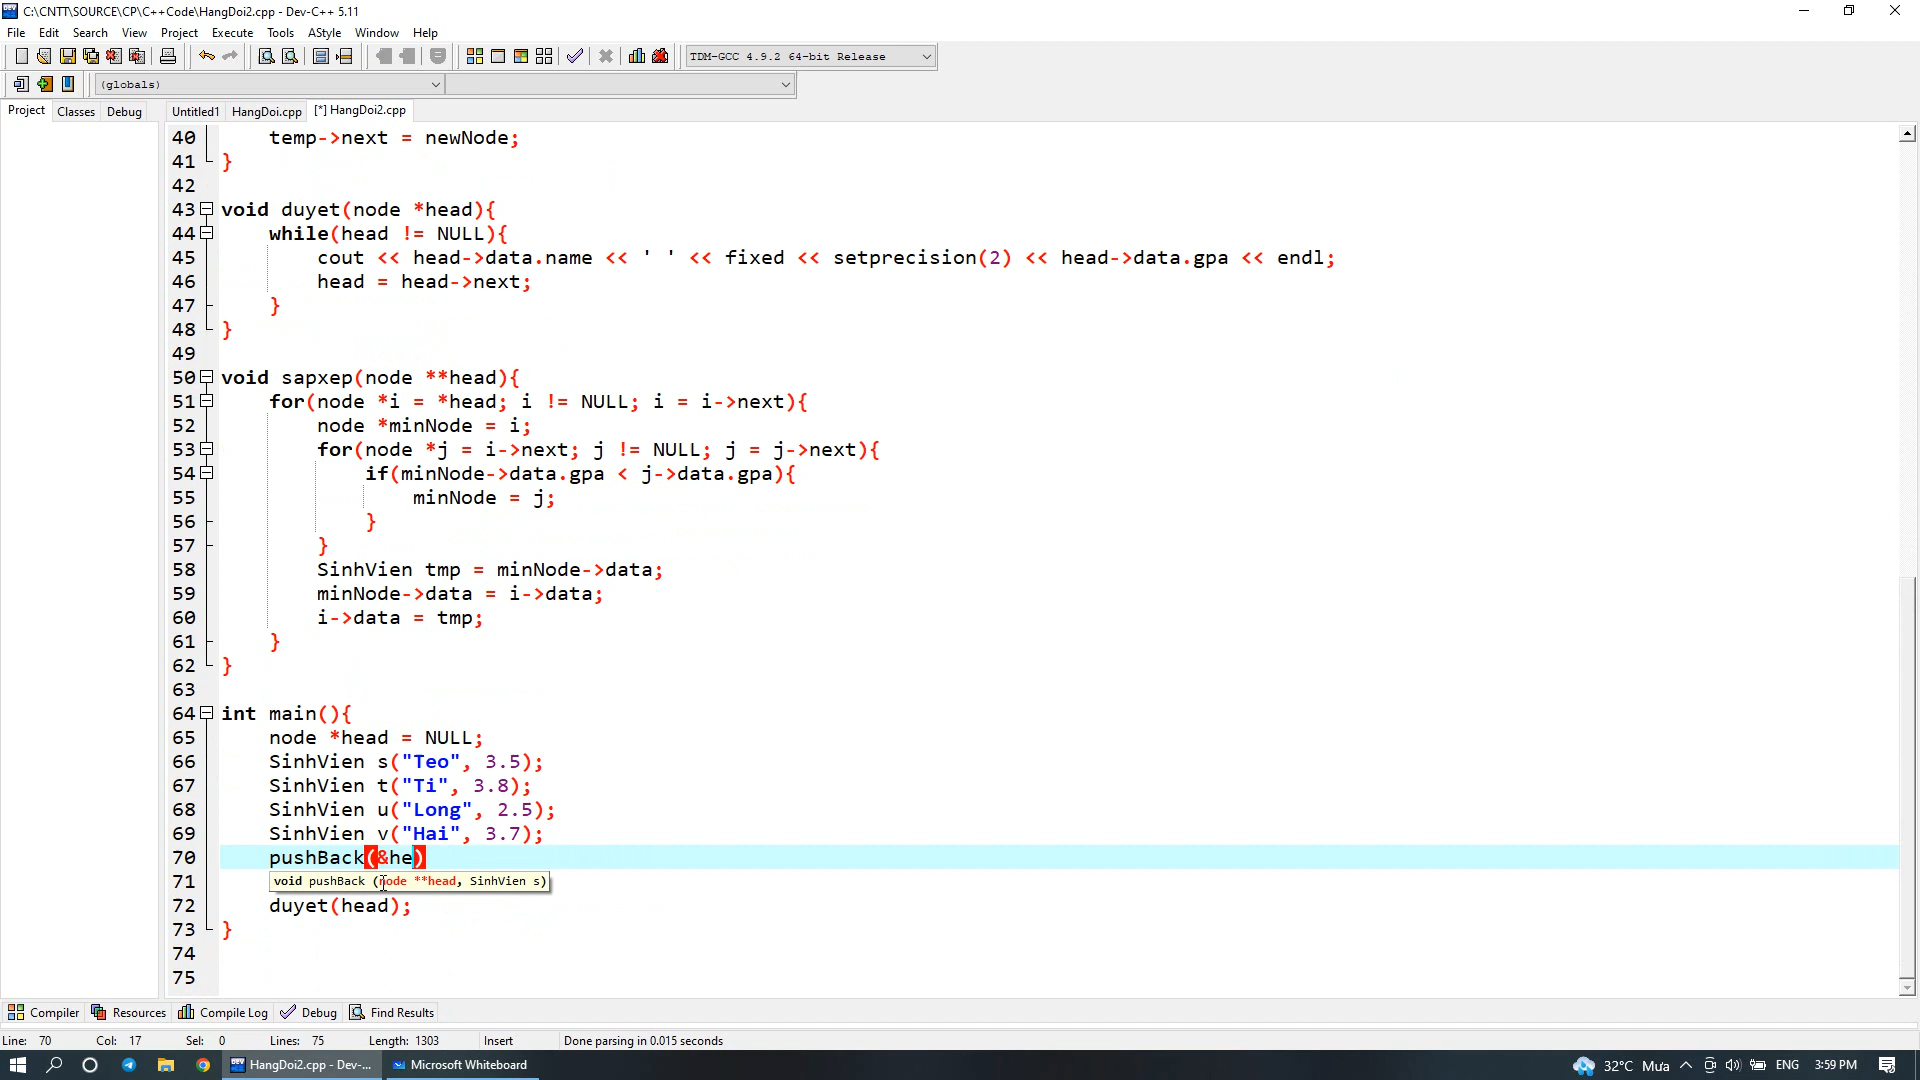 C:\CNTT\SOURCE\CP\C++Code\HangDoi2.cpp - Dev-C++ 5.11
File Edit Search View Project Execute Tools AStyle Window Help
TDM-GCC 4.9.2 64-bit Release
(globals)
Project Classes Debug Untitled1 HangDoi.cpp [*] HangDoi2.cpp
40 temp->next = newNode;
41 }
42
43 void duyet(node *head){
44 while(head != NULL){
45 cout << head->data.name << ' ' << fixed << setprecision(2) << head->data.gpa << endl;
46 head = head->next;
47 }
48 }
49
50 void sapxep(node **head){
51 for(node *i = *head; i != NULL; i = i->next){
52 node *minNode = i;
53 for(node *j = i->next; j != NULL; j = j->next){
54 if(minNode->data.gpa < j->data.gpa){
55 minNode = j;
56 }
57 }
58 SinhVien tmp = minNode->data;
59 minNode->data = i->data;
60 i->data = tmp;
61 }
62 }
63
64 int main(){
65 node *head = NULL;
66 SinhVien s("Teo", 3.5);
67 SinhVien t("Ti", 3.8);
68 SinhVien u("Long", 2.5);
69 SinhVien v("Hai", 3.7);
70 pushBack(&he)
71 void pushBack (node **head, SinhVien s)
72 duyet(head);
73 }
74
75
Compiler Resources Compile Log Debug Find Results
Line: 70 Col: 17 Sel: 0 Lines: 75 Length: 1303 Insert Done parsing in 0.015 seconds
HangDoi2.cpp - Dev-... Microsoft Whiteboard 32°C Mưa ENG 3:59 PM